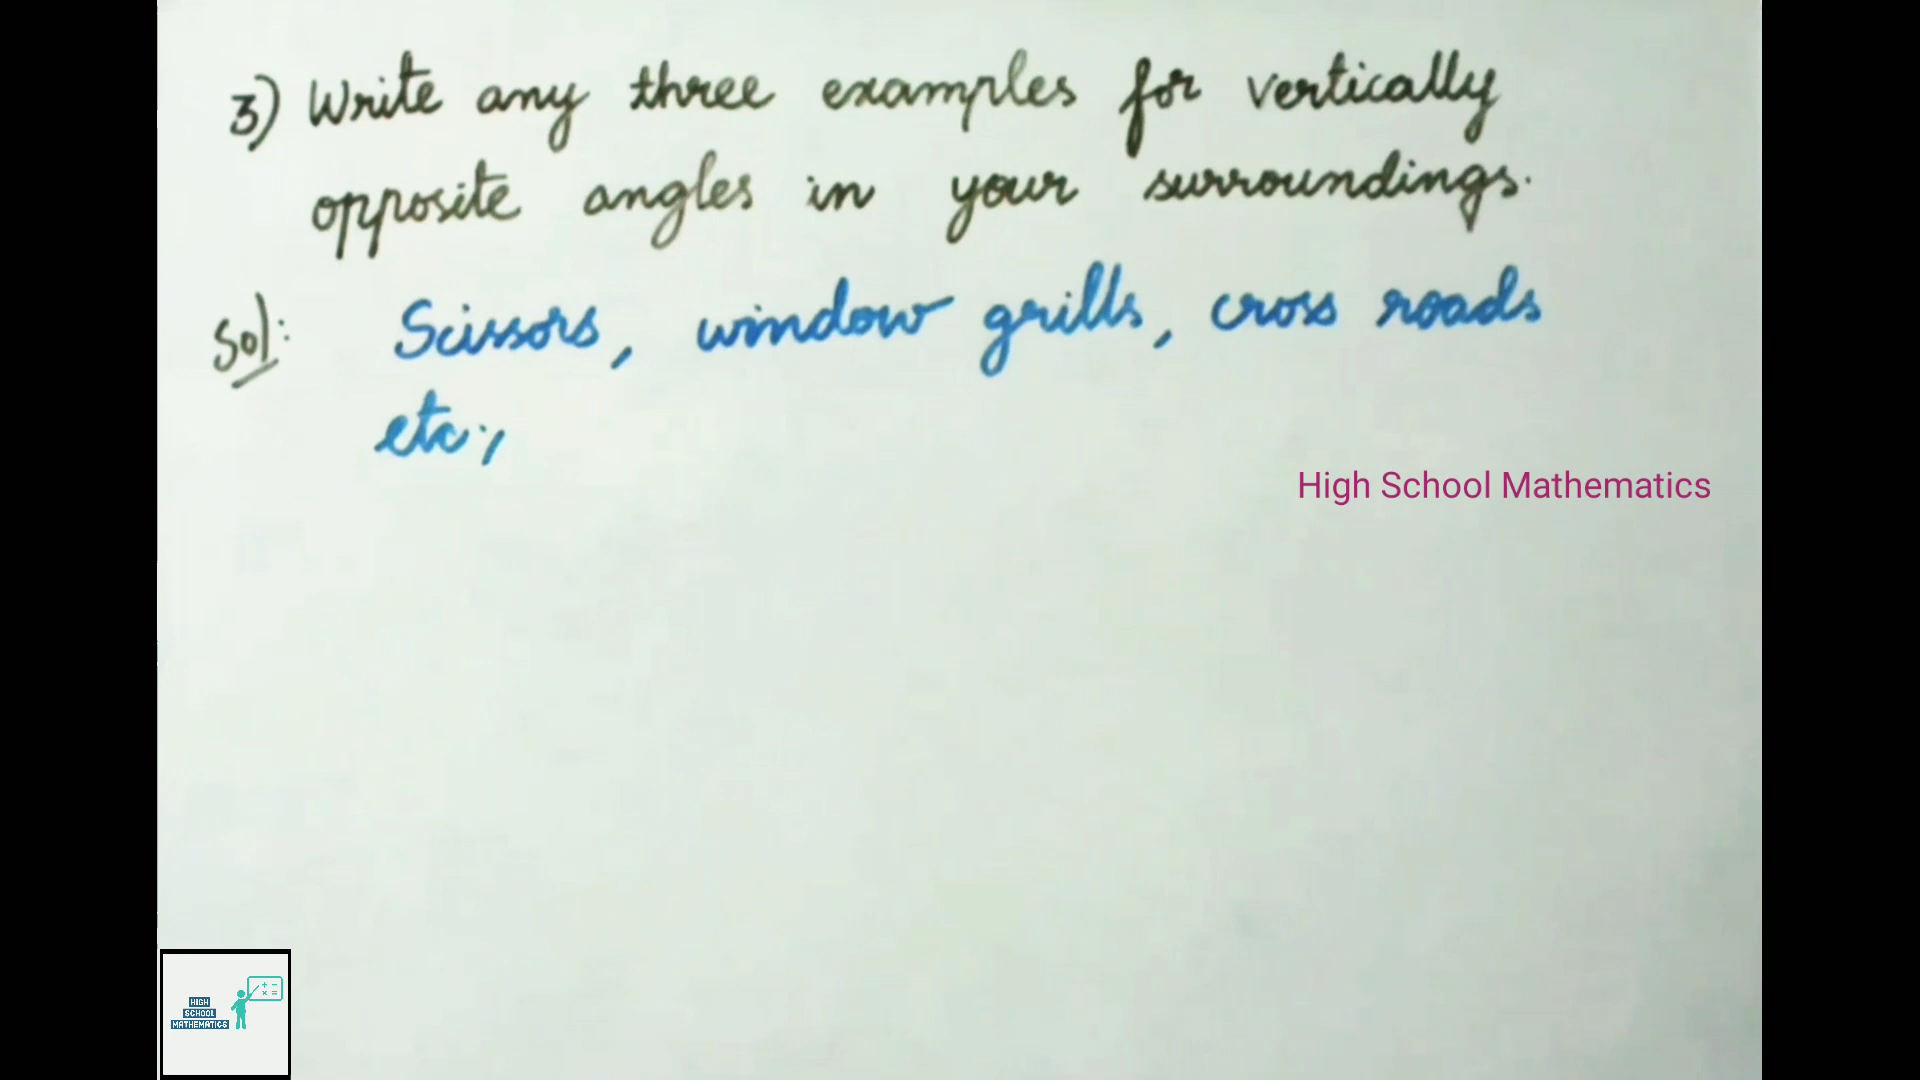 3) Write any three examples for vertically
opposite angles in your surroundings.
Sol: Scissors, window grills, cross roads
etc.,
High School Mathematics
HIGH
SCHOOL
MATHEMATICS